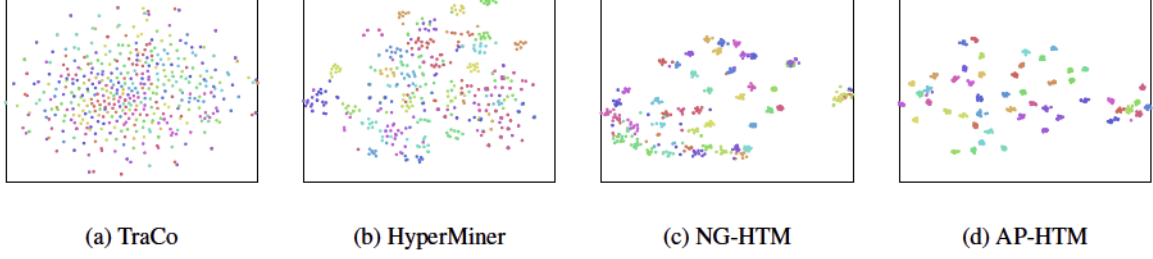 (a) TraCo
(b) HyperMiner
(c) NG-HTM
(d) AP-HTM